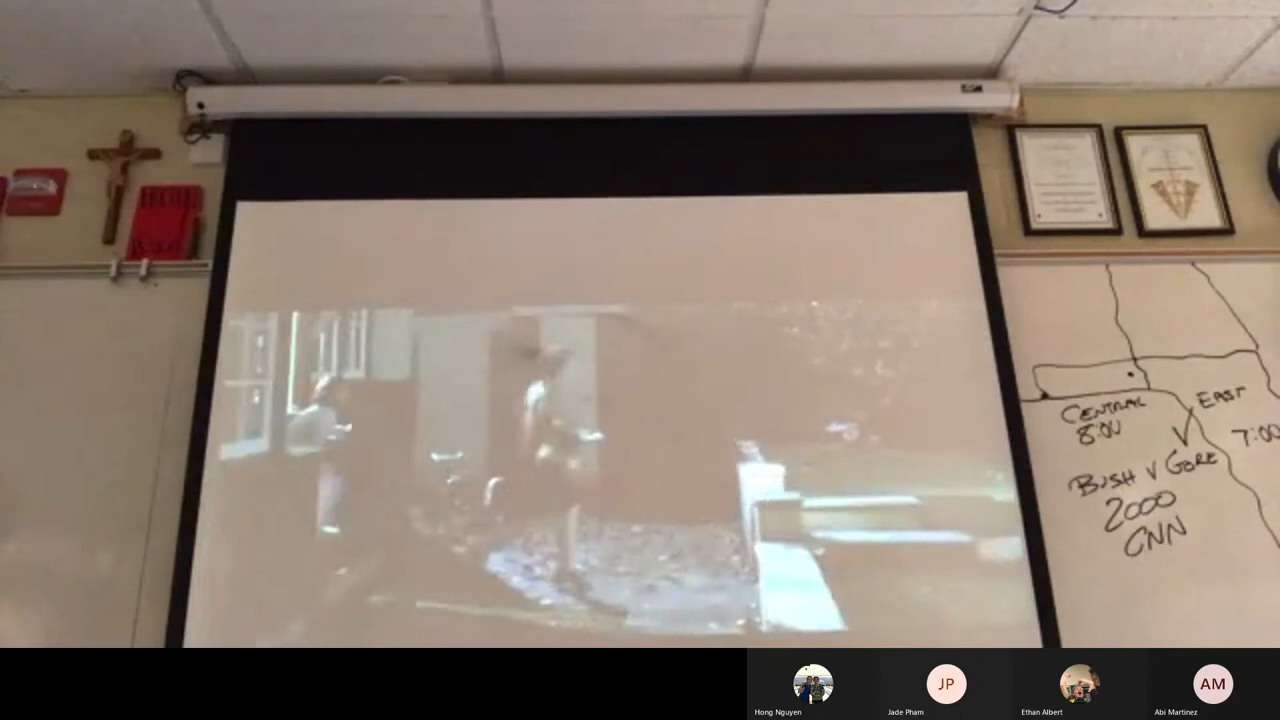 CENTRAL
8:00
EAST
7:00
BUSH V GORE
2000
CNN
JP
AM
Hong Nguyen
Jade Pham
Ethan Albert
Abi Martinez